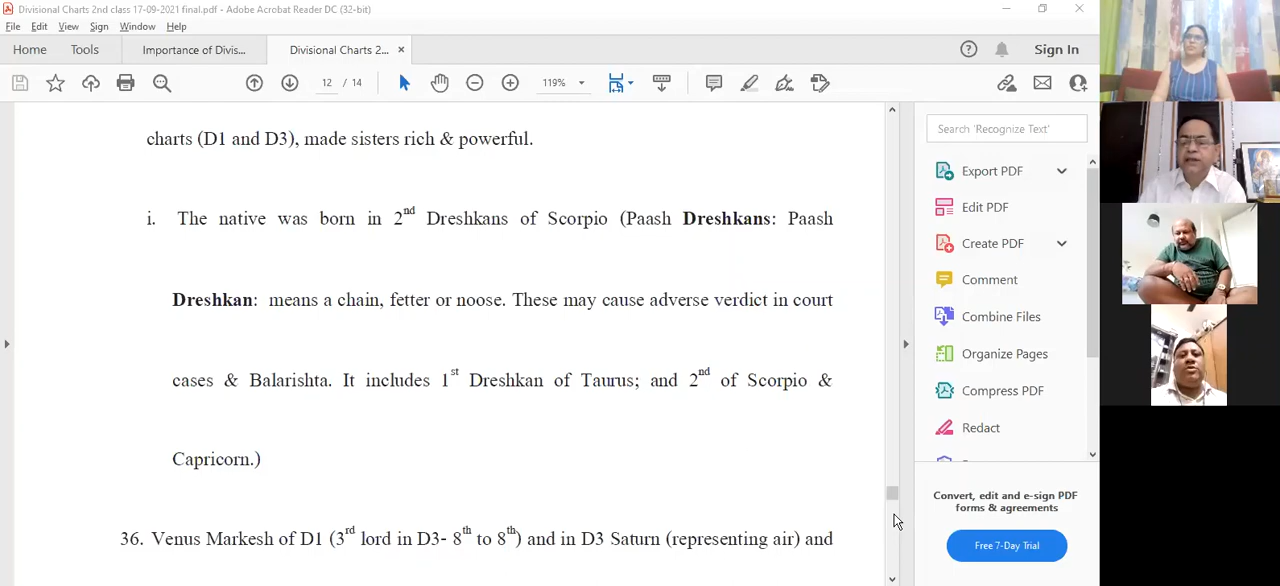 Divisional Charts 2nd class 17-09-2021 final.pdf - Adobe Acrobat Reader DC (32-bit)
File Edit View Sign Window Help
Home Tools Importance of Divis... Divisional Charts 2... × Sign In
12 / 14 119%
charts (D1 and D3), made sisters rich & powerful.
i. The native was born in 2nd Dreshkans of Scorpio (Paash Dreshkans: Paash
Dreshkan: means a chain, fetter or noose. These may cause adverse verdict in court
cases & Balarishta. It includes 1st Dreshkan of Taurus; and 2nd of Scorpio &
Capricorn.)
36. Venus Markesh of D1 (3rd lord in D3- 8th to 8th) and in D3 Saturn (representing air) and
Search 'Recognize Text'
Export PDF
Edit PDF
Create PDF
Comment
Combine Files
Organize Pages
Compress PDF
Redact
Convert, edit and e-sign PDF
forms & agreements
Free 7-Day Trial